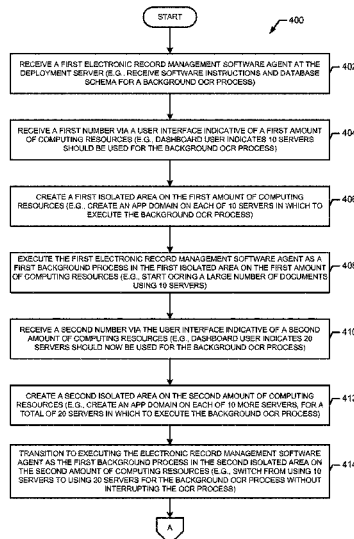 START
400
RECEIVE A FIRST ELECTRONIC RECORD MANAGEMENT SOFTWARE AGENT AT THE
DEPLOYMENT SERVER (E.G., RECEIVE SOFTWARE INSTRUCTIONS AND DATABASE
SCHEMA FOR A BACKGROUND OCR PROCESS)
402
RECEIVE A FIRST NUMBER VIA A USER INTERFACE INDICATIVE OF A FIRST AMOUNT
OF COMPUTING RESOURCES (E.G., DASHBOARD USER INDICATES 10 SERVERS
SHOULD BE USED FOR THE BACKGROUND OCR PROCESS)
404
CREATE A FIRST ISOLATED AREA ON THE FIRST AMOUNT OF COMPUTING
RESOURCES (E.G., CREATE AN APP DOMAIN ON EACH OF 10 SERVERS IN WHICH TO
EXECUTE THE BACKGROUND OCR PROCESS)
406
EXECUTE THE FIRST ELECTRONIC RECORD MANAGEMENT SOFTWARE AGENT AS A
FIRST BACKGROUND PROCESS IN THE FIRST ISOLATED AREA ON THE FIRST AMOUNT
OF COMPUTING RESOURCES (E.G., START OCRING A LARGE NUMBER OF DOCUMENTS
USING 10 SERVERS)
408
RECEIVE A SECOND NUMBER VIA THE USER INTERFACE INDICATIVE OF A SECOND
AMOUNT OF COMPUTING RESOURCES (E.G., DASHBOARD USER INDICATES 20
SERVERS SHOULD NOW BE USED FOR THE BACKGROUND OCR PROCESS)
410
CREATE A SECOND ISOLATED AREA ON THE SECOND AMOUNT OF COMPUTING
RESOURCES (E.G., CREATE AN APP DOMAIN ON EACH OF 10 MORE SERVERS, FOR A
TOTAL OF 20 SERVERS IN WHICH TO EXECUTE THE BACKGROUND OCR PROCESS)
412
TRANSITION TO EXECUTING THE ELECTRONIC RECORD MANAGEMENT SOFTWARE
AGENT AS THE FIRST BACKGROUND PROCESS IN THE SECOND ISOLATED AREA ON
THE SECOND AMOUNT OF COMPUTING RESOURCES (E.G., SWITCH FROM USING
10 SERVERS TO USING 20 SERVERS FOR THE BACKGROUND OCR PROCESS WITHOUT
INTERRUPTING THE OCR PROCESS)
414
A